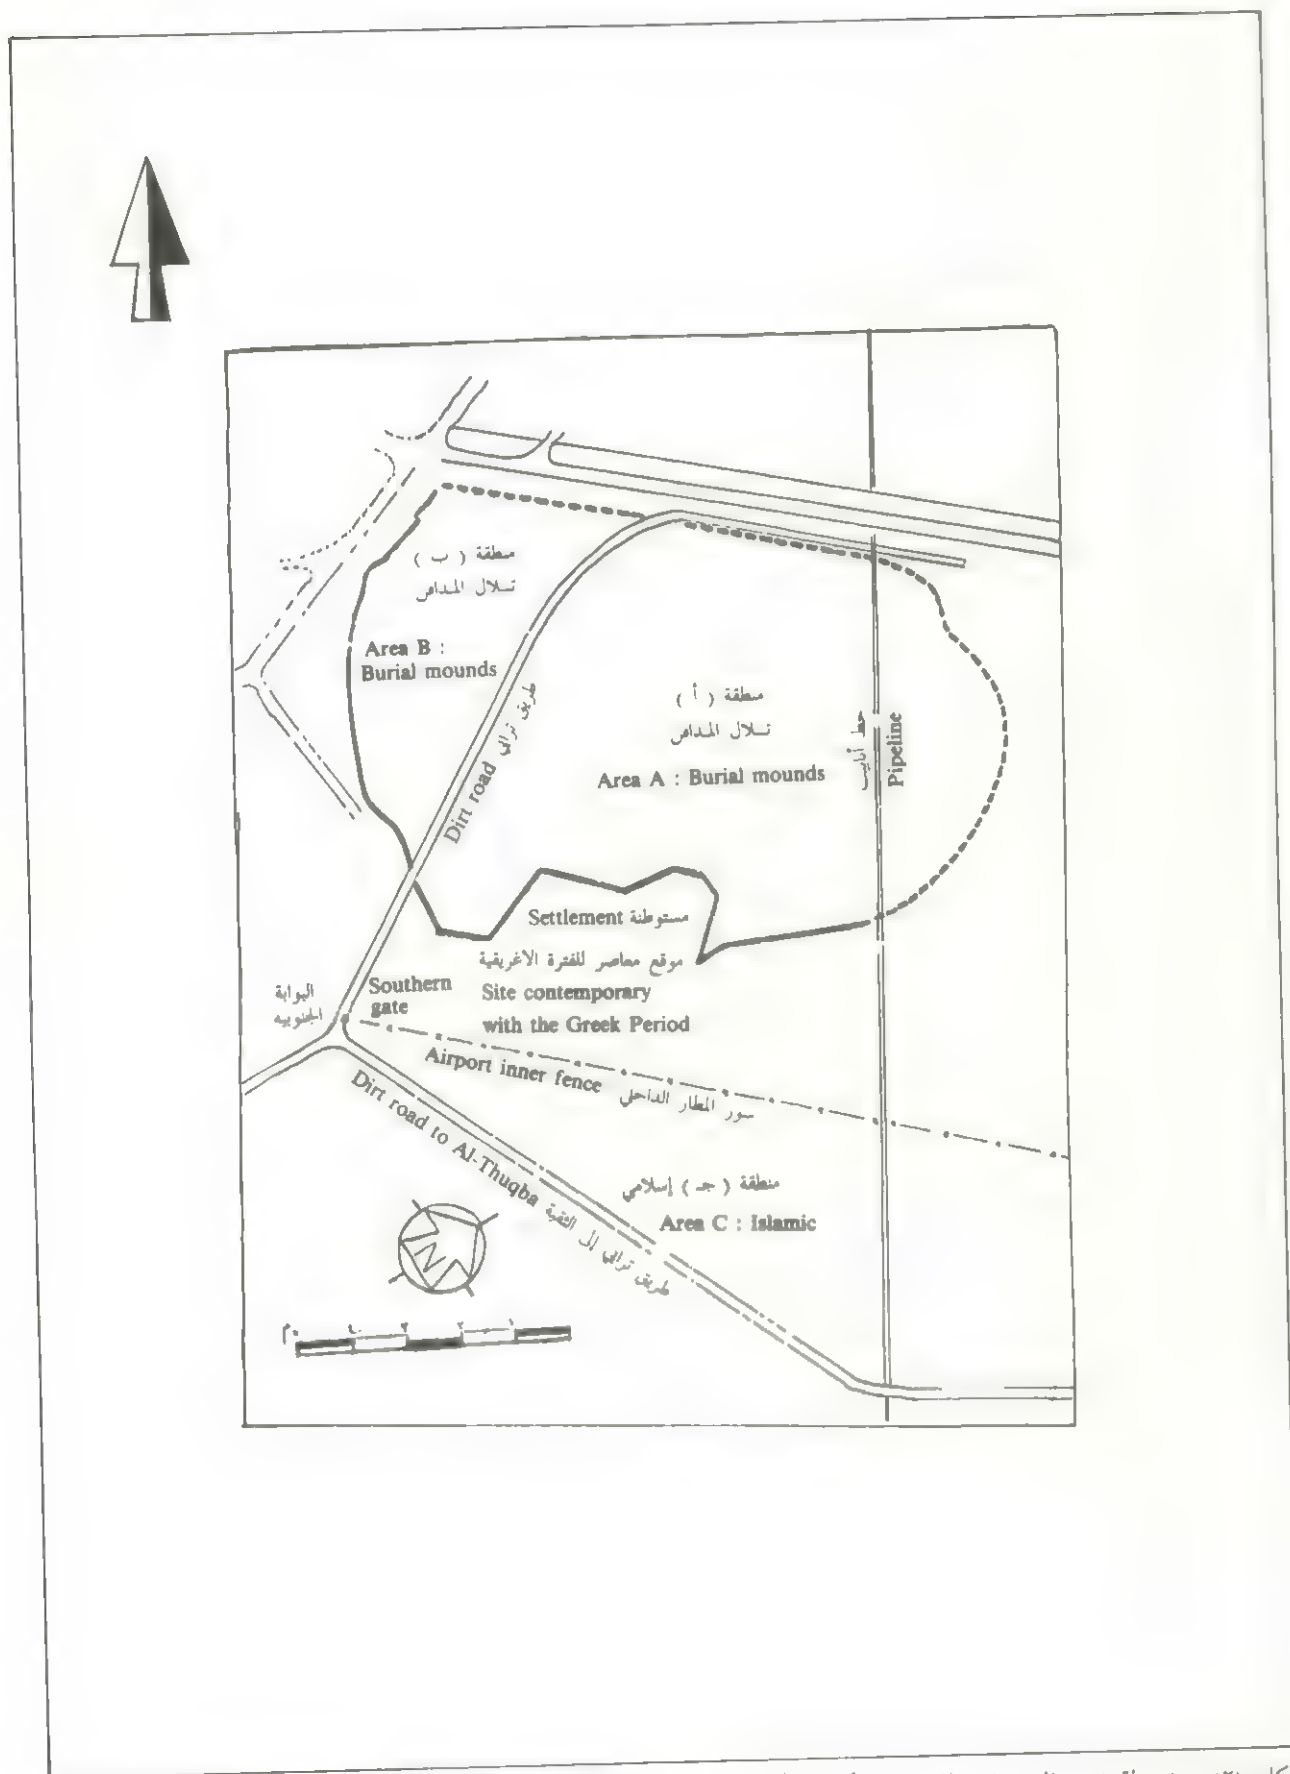 منطقة ( ب )
تلال المدافن
Area B :
Burial mounds
منطقة ( أ )
تلال المدافن
Area A : Burial mounds
خط أنابيب
Pipeline
طريق ترابي
Dirt road
Settlement مستوطنة
موقع معاصر للفترة الاغريقية
Site contemporary
with the Greek Period
البوابة
الجنوبيه
Southern
gate
Airport inner fence سور المطار الداخلي
Dirt road to Al-Thuqba طريق ترابي إلى الثقبة
منطقة ( جـ ) إسلامي
Area C : Islamic
N